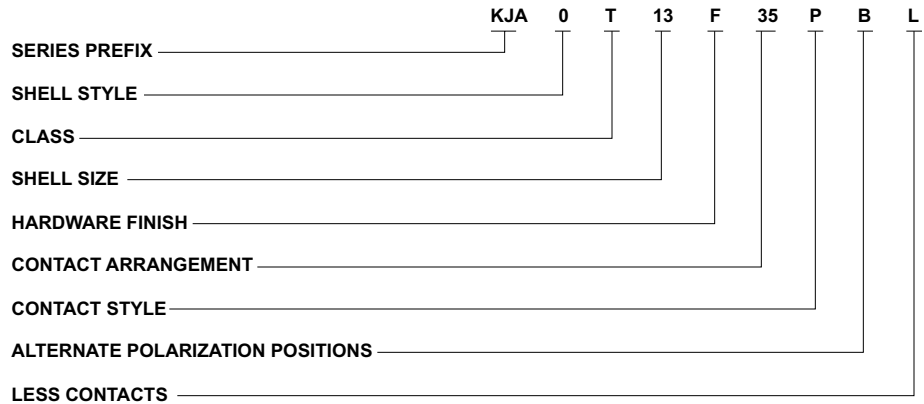 KJA 0 T 13 F 35 P B L
SERIES PREFIX
SHELL STYLE
CLASS
SHELL SIZE
HARDWARE FINISH
CONTACT ARRANGEMENT
CONTACT STYLE
ALTERNATE POLARIZATION POSITIONS
LESS CONTACTS